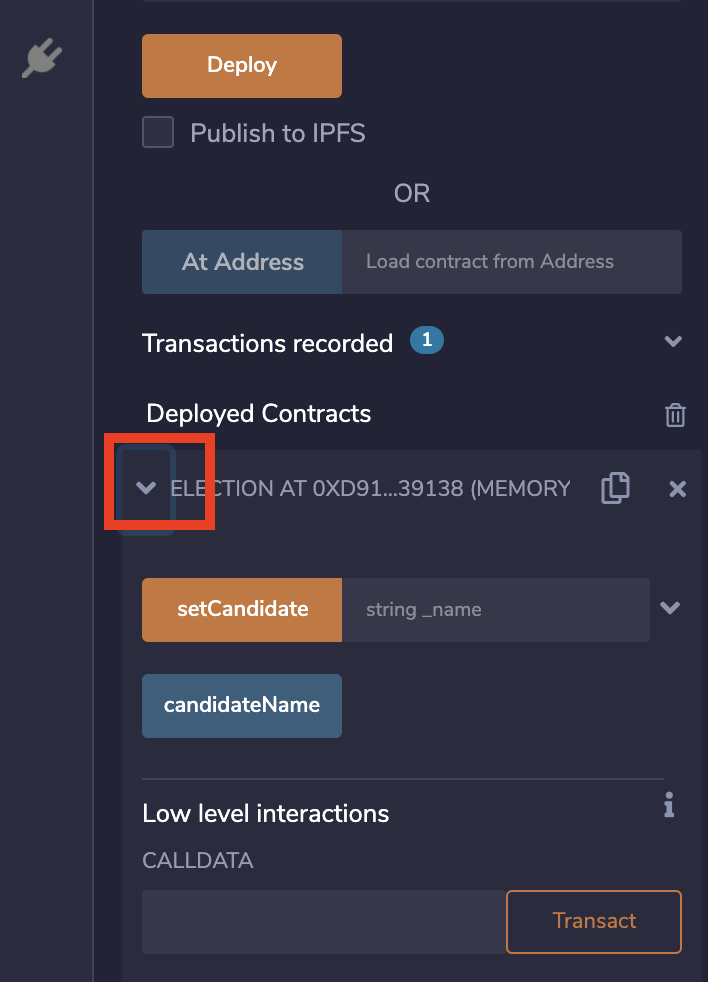 Deploy
Publish to IPFS
OR
At Address Load contract from Address
Transactions recorded 1
Deployed Contracts
ELECTION AT 0XD91...39138 (MEMORY
setCandidate string _name
candidateName
Low level interactions
CALLDATA
Transact